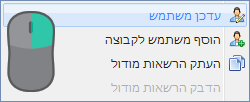 עדכן משתמש
הוסף משתמש לקבוצה
העתק הרשאות מודול
הדבק הרשאות מודול